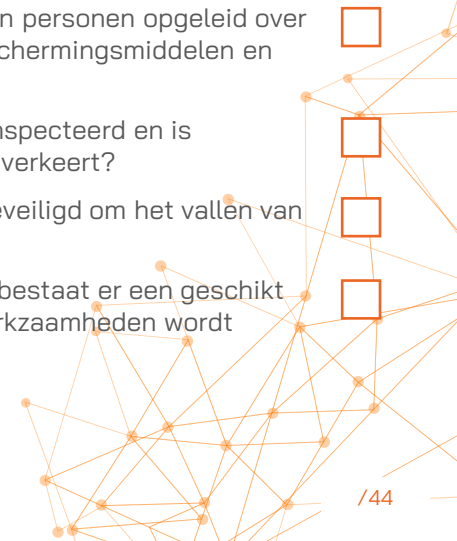 n personen opgeleid over
chermingsmiddelen en
nspecteerd en is
verkeert?
eveiligd om het vallen van
bestaat er een geschikt
rkzaamheden wordt
/44